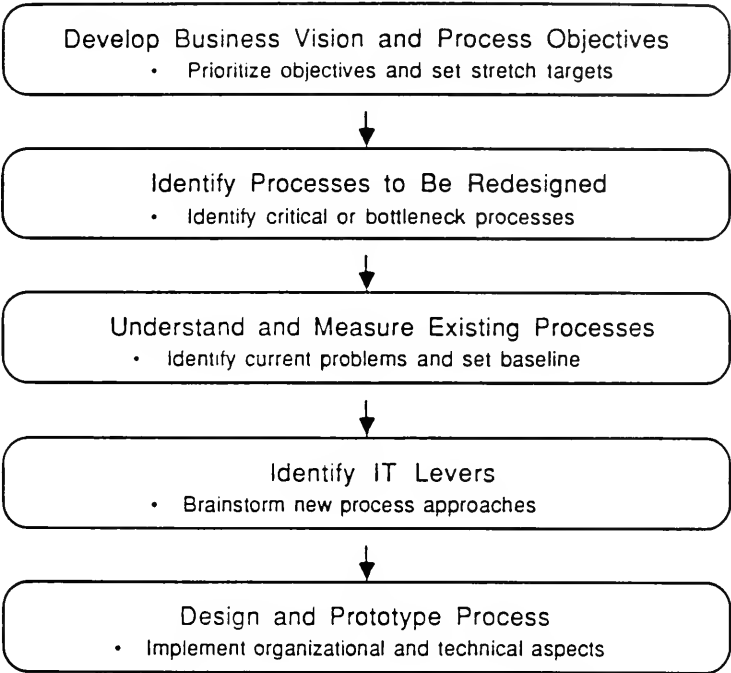 Develop Business Vision and Process Objectives
• Prioritize objectives and set stretch targets
Identify Processes to Be Redesigned
• Identify critical or bottleneck processes
Understand and Measure Existing Processes
• Identify current problems and set baseline
Identify IT Levers
• Brainstorm new process approaches
Design and Prototype Process
• Implement organizational and technical aspects